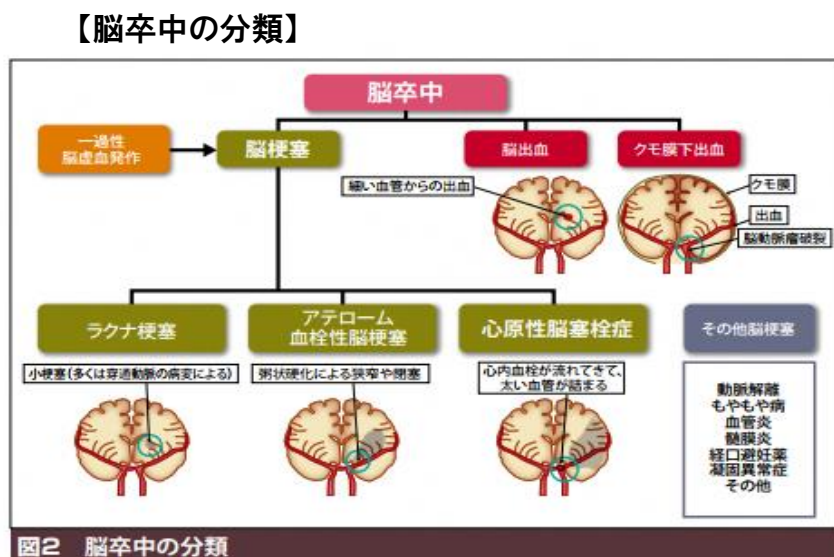 【脳卒中の分類】
脳卒中
一過性
脳虚血発作
脳梗塞
脳出血
クモ膜下出血
細い血管からの出血
クモ膜
出血
脳動脈瘤破裂
ラクナ梗塞
アテローム
血栓性脳梗塞
心原性脳塞栓症
その他脳梗塞
小梗塞(多くは穿通動脈の病変による)
粥状硬化による狭窄や閉塞
心内血栓が流れてきて、
太い血管が詰まる
動脈解離
もやもや病
血管炎
髄膜炎
経口避妊薬
凝固異常症
その他
図2 脳卒中の分類